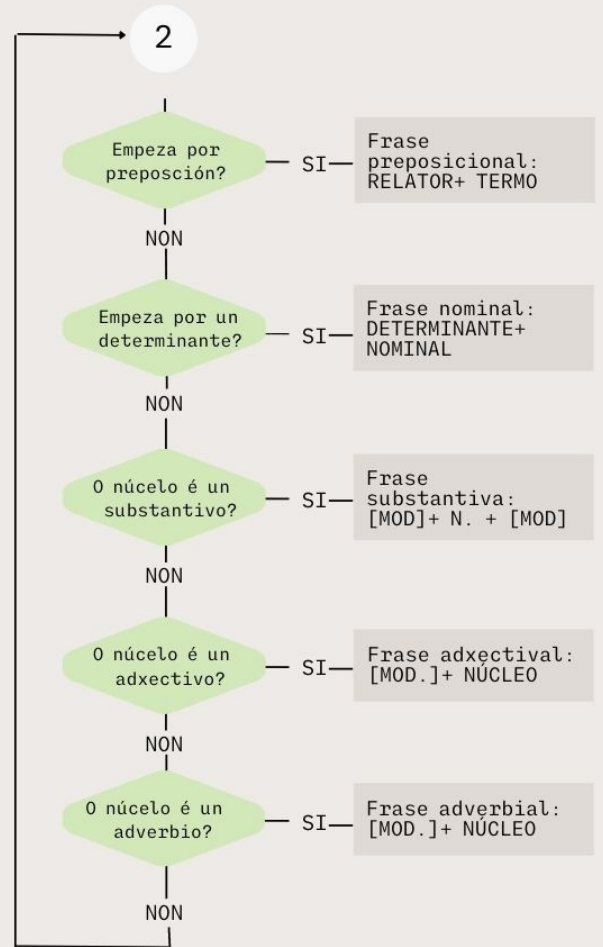 2
Empeza por
preposción?
SI
Frase
preposicional:
RELATOR+ TERMO
NON
Empeza por un
determinante?
SI
Frase nominal:
DETERMINANTE+
NOMINAL
NON
O núcelo é un
substantivo?
SI
Frase
substantiva:
[MOD]+ N. + [MOD]
NON
O núcelo é un
adxectivo?
SI
Frase adxectival:
[MOD.]+ NÚCLEO
NON
O núcelo é un
adverbio?
SI
Frase adverbial:
[MOD.]+ NÚCLEO
NON